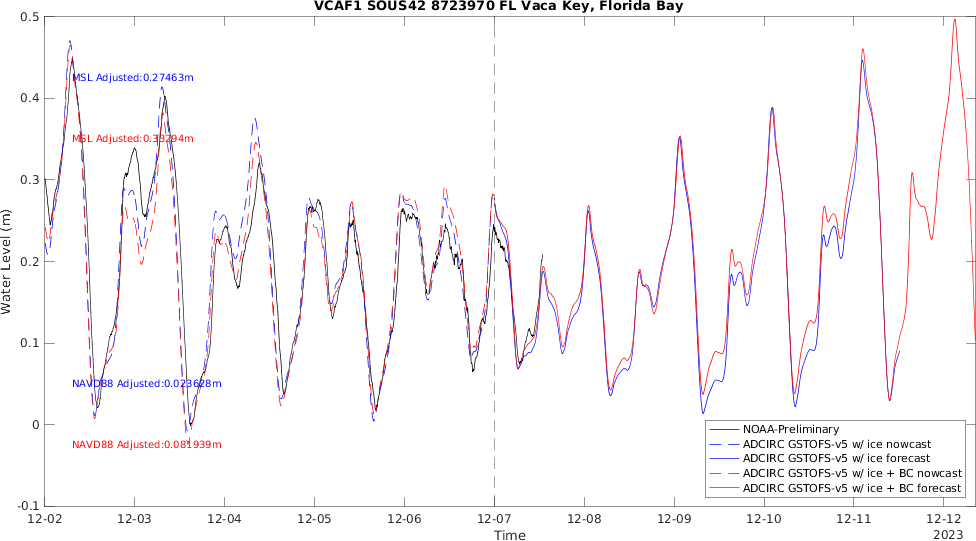 VCAF1 SOUS42 8723970 FL Vaca Key, Florida Bay
0.5
0.4
0.3
0.2
0.1
0
-0.1
Water Level (m)
MSL Adjusted:0.27463m
MSL Adjusted:0.33294m
NAVD88 Adjusted:0.023628m
NAVD88 Adjusted:0.081939m
NOAA-Preliminary
ADCIRC GSTOFS-v5 w/ ice nowcast
ADCIRC GSTOFS-v5 w/ ice forecast
ADCIRC GSTOFS-v5 w/ ice + BC nowcast
ADCIRC GSTOFS-v5 w/ ice + BC forecast
12-02 12-03 12-04 12-05 12-06 12-07 12-08 12-09 12-10 12-11 12-12
2023
Time